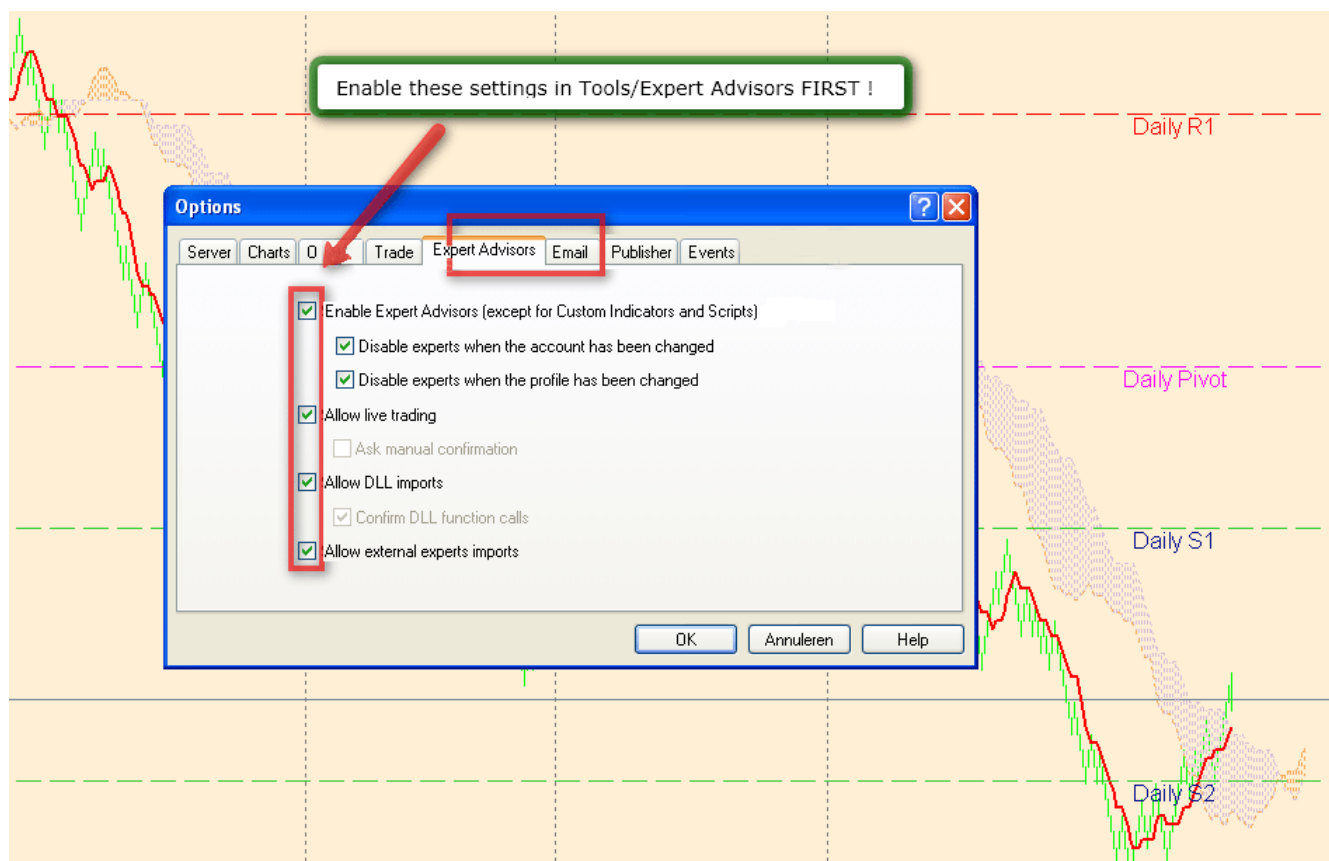 Enable these settings in Tools/Expert Advisors FIRST !
Daily R1
Options
Server Charts O Trade Expert Advisors Email Publisher Events
Enable Expert Advisors (except for Custom Indicators and Scripts)
Disable experts when the account has been changed
Disable experts when the profile has been changed
Daily Pivot
Allow live trading
Ask manual confirmation
Allow DLL imports
Confirm DLL function calls
Daily S1
Allow external experts imports
OK Annuleren Help
Daily S2